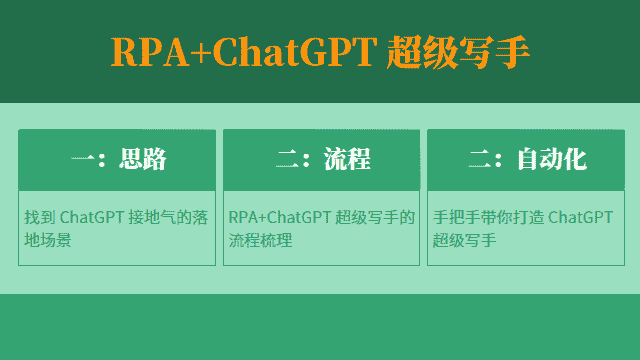 RPA+ChatGPT 超级写手
一：思路
找到 ChatGPT 接地气的落
地场景
二：流程
RPA+ChatGPT 超级写手的
流程梳理
二：自动化
手把手带你打造 ChatGPT
超级写手